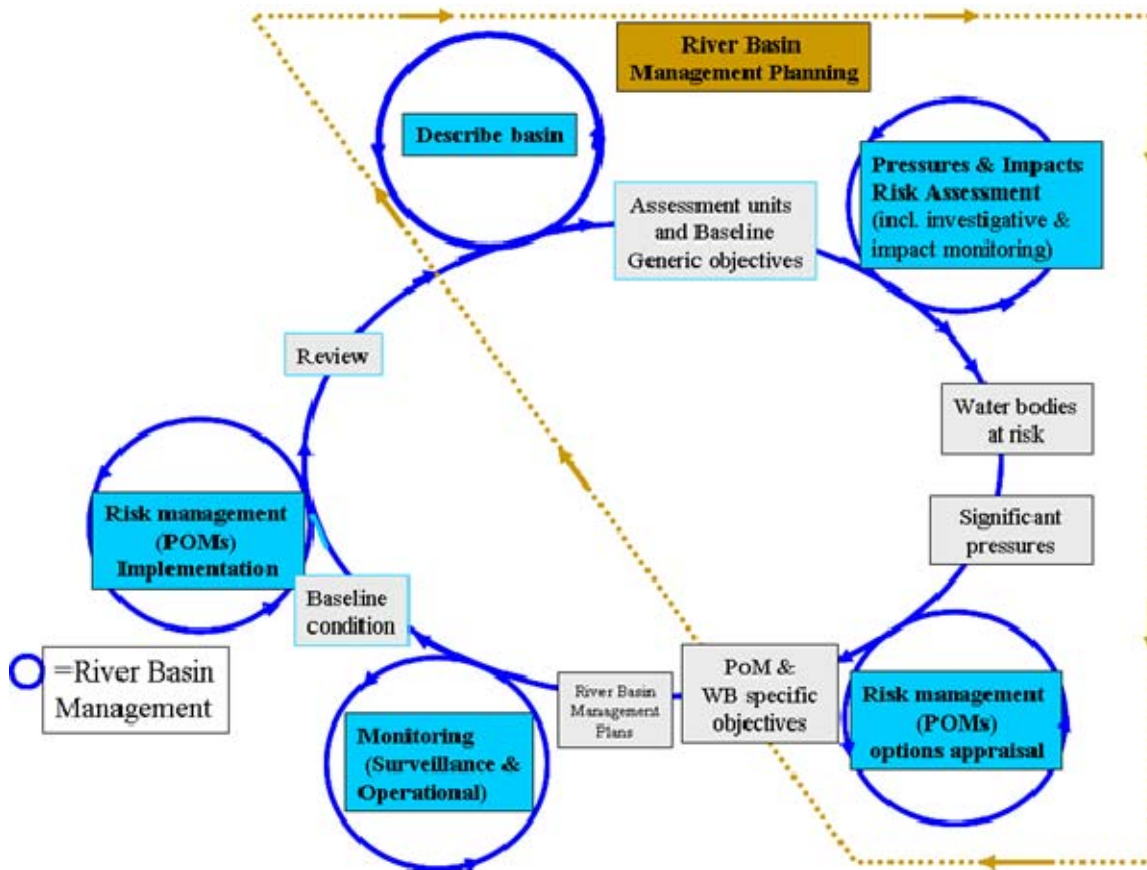 River Basin
Management Planning
Describe basin
Assessment units
and Baseline
Generic objectives
Pressures & Impacts
Risk Assessment
(incl. investigative &
impact monitoring)
Water bodies
at risk
Significant
pressures
Risk management
(POMs)
options appraisal
PoM &
WB specific
objectives
River Basin
Management
Plans
Monitoring
(Surveillance &
Operational)
Baseline
condition
Risk management
(POMs)
Implementation
Review
=River Basin
Management